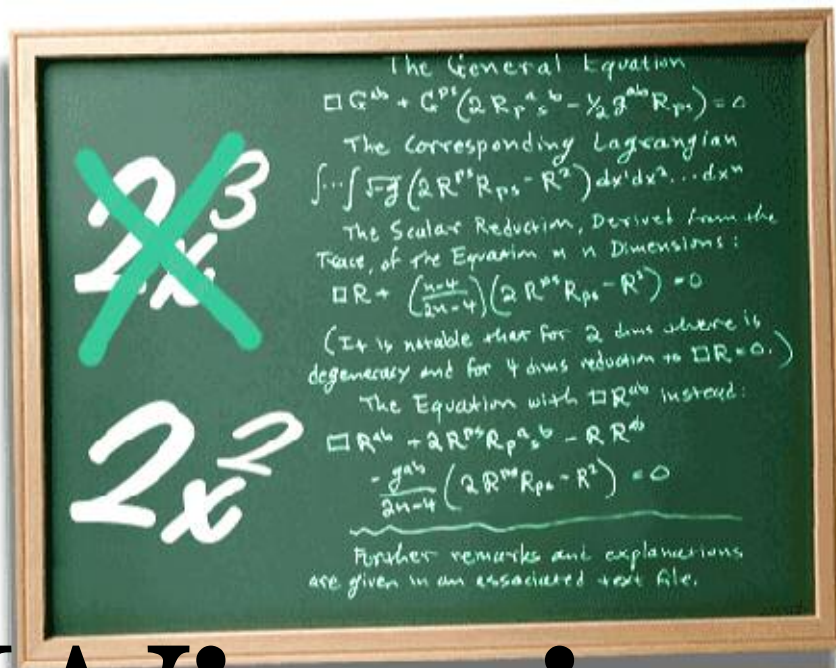 The General Equation
□G^ab + G^ps(2R_p^a_s^b - ½g^ab R_ps) = 0
The Corresponding Lagrangian
∫···∫√-g (2R^ps R_ps - R²) dx¹dx²...dxⁿ
The Scalar Reduction, Derived from the
Trace, of the Equation in n Dimensions:
□R + (n-4/2n-4)(2R^ps R_ps - R²) = 0
(It is notable that for 2 dims where is
degeneracy and for 4 dims reduction to □R=0.)
The Equation with □R^ab instead:
□R^ab + 2R^ps R_p^a_s^b - R R^ab
- g^ab/2n-4 (2R^ps R_ps - R²) = 0
Further remarks and explanations
are given in an associated text file.
2x³
2x²